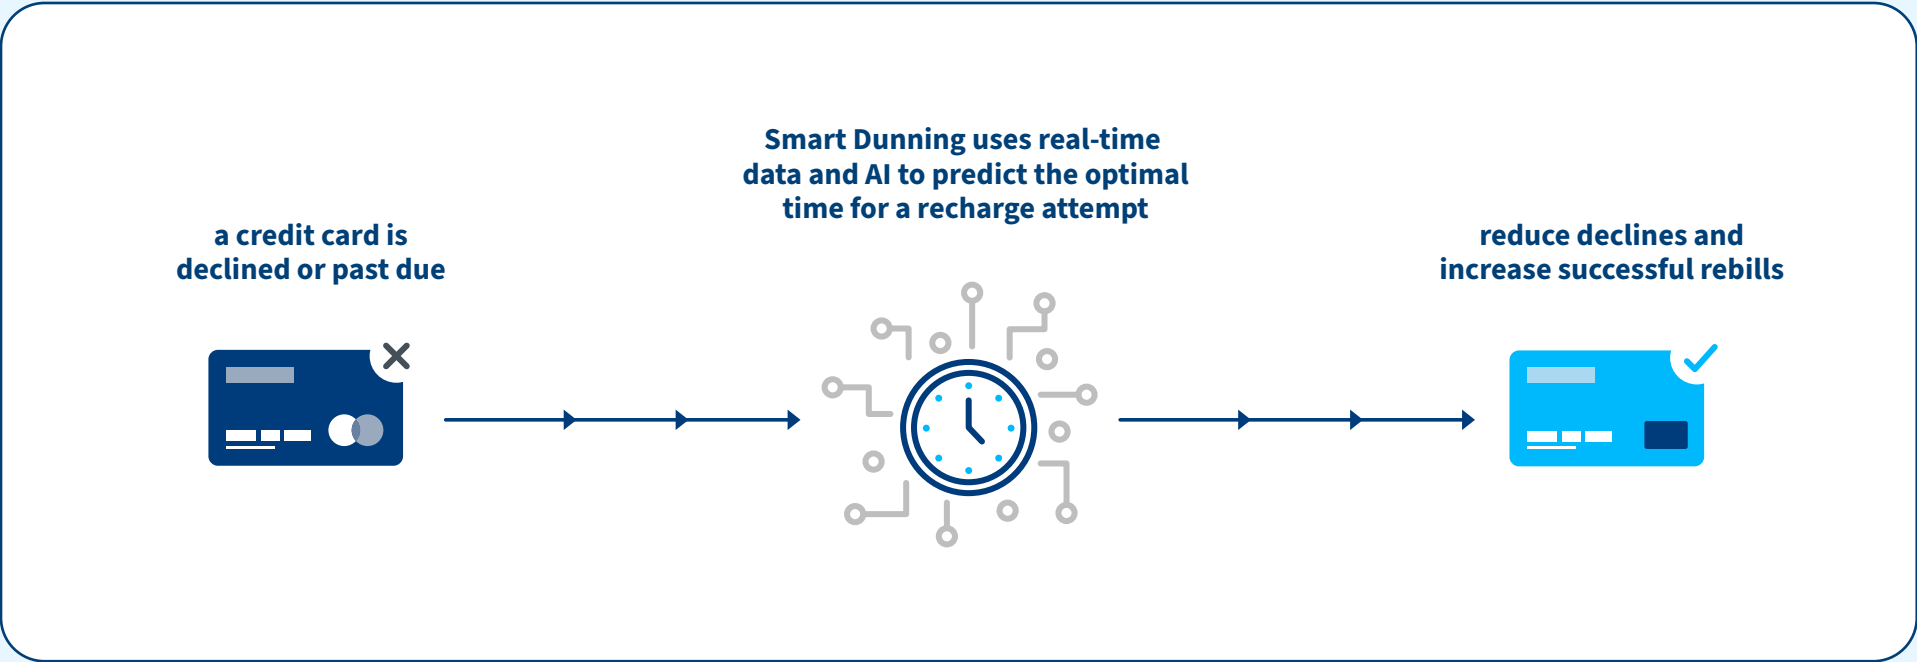 a credit card is
declined or past due
Smart Dunning uses real-time
data and AI to predict the optimal
time for a recharge attempt
reduce declines and
increase successful rebills